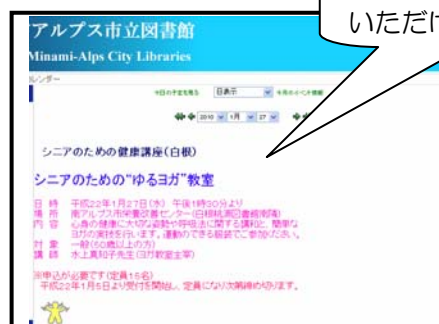 いただけ
アルプス市立図書館
Minami-Alps City Libraries
レンダー
今日の予定を見る 日表示 今月のイベント情報
2010 年 1月 27
シニアのための健康講座(白根)
シニアのための“ゆるヨガ”教室
日 時 平成22年1月27日(水) 午後1時30分より
場 所 南アルプス市栄養改善センター(白根桃源図書館南隣)
内 容 心身の健康に大切な姿勢や呼吸法に関する講和と、簡単な
ヨガの実技を行います。運動のできる服装でご参加ください。
対 象 一般(60歳以上の方)
講 師 水上真知子先生(ヨガ教室主宰)
※申込が必要です(定員15名)
平成22年1月5日より受付を開始し、定員になり次第締め切ります。